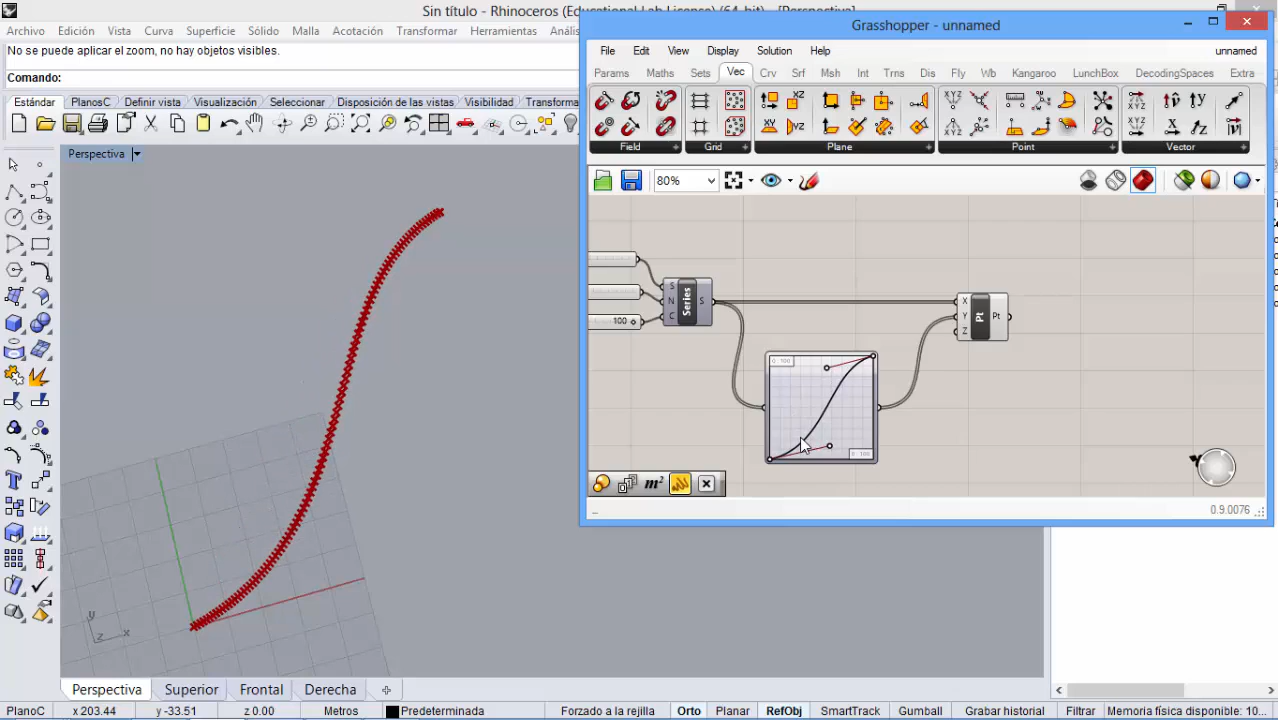 Sin título - Rhinoceros (Educational Lab License) (64-bit) - [Perspectiva]
Archivo Edición Vista Curva Superficie Sólido Malla Acotación Transformar Herramientas Análisis
No se puede aplicar el zoom, no hay objetos visibles.
Comando:
Estándar PlanosC Definir vista Visualización Seleccionar Disposición de las vistas Visibilidad Transforma
Perspectiva
Grasshopper - unnamed
File Edit View Display Solution Help unnamed
Params Maths Sets Vec Crv Srf Msh Int Trns Dis Fly Wb Kangaroo LunchBox DecodingSpaces Extra
Field Grid Plane Point Vector
80%
S
N
C
Series
S
100
X
Y
Z
Pt
Pt
m²
0.9.0076
y
z
x
Perspectiva Superior Frontal Derecha
PlanoC x 203.44 y -33.51 z 0.00 Metros Predeterminada Forzado a la rejilla Orto Planar RefObj SmartTrack Gumball Grabar historial Filtrar Memoria física disponible: 10...